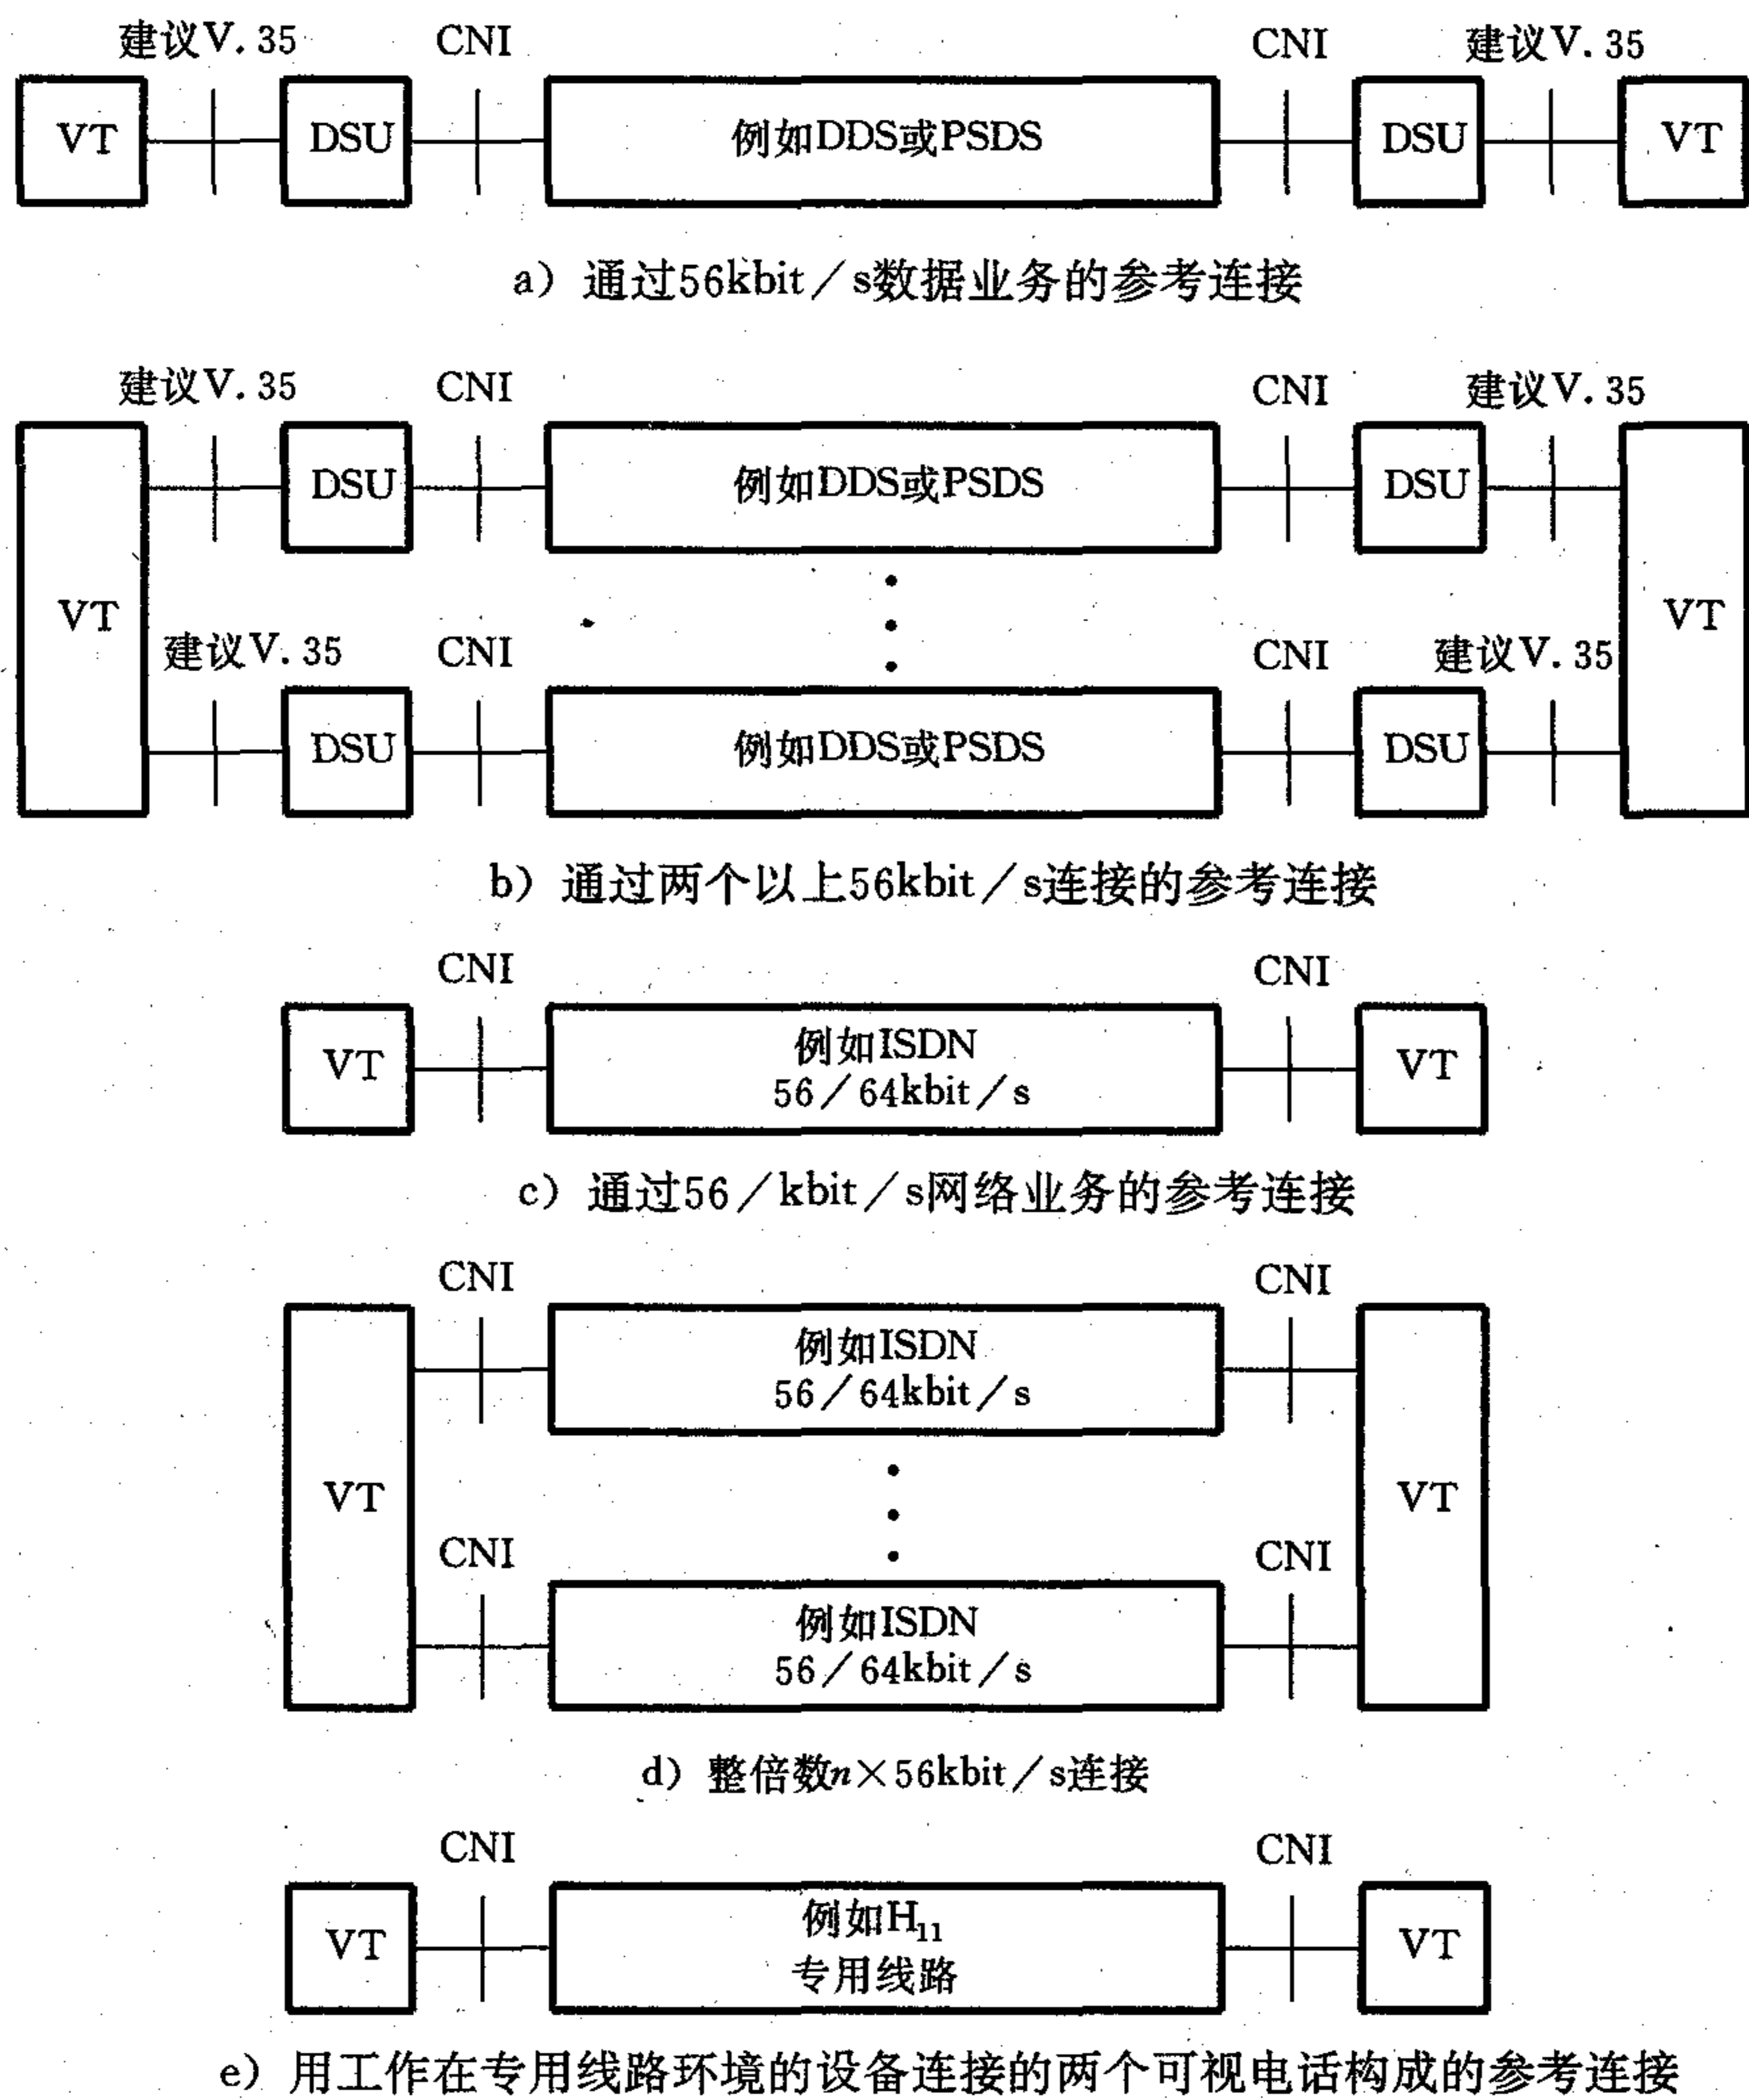 建议V.35 CNI CNI 建议V.35
VT DSU 例如DDS或PSDS DSU VT
a) 通过56kbit/s数据业务的参考连接
建议V.35 CNI CNI 建议V.35
DSU 例如DDS或PSDS DSU
VT VT
建议V.35 CNI CNI 建议V.35
DSU 例如DDS或PSDS DSU
b) 通过两个以上56kbit/s连接的参考连接
CNI CNI
VT 例如ISDN VT
56/64kbit/s
c) 通过56/kbit/s网络业务的参考连接
CNI CNI
例如ISDN
56/64kbit/s
VT VT
CNI CNI
例如ISDN
56/64kbit/s
d) 整倍数n×56kbit/s连接
CNI CNI
VT 例如H11 VT
专用线路
e) 用工作在专用线路环境的设备连接的两个可视电话构成的参考连接